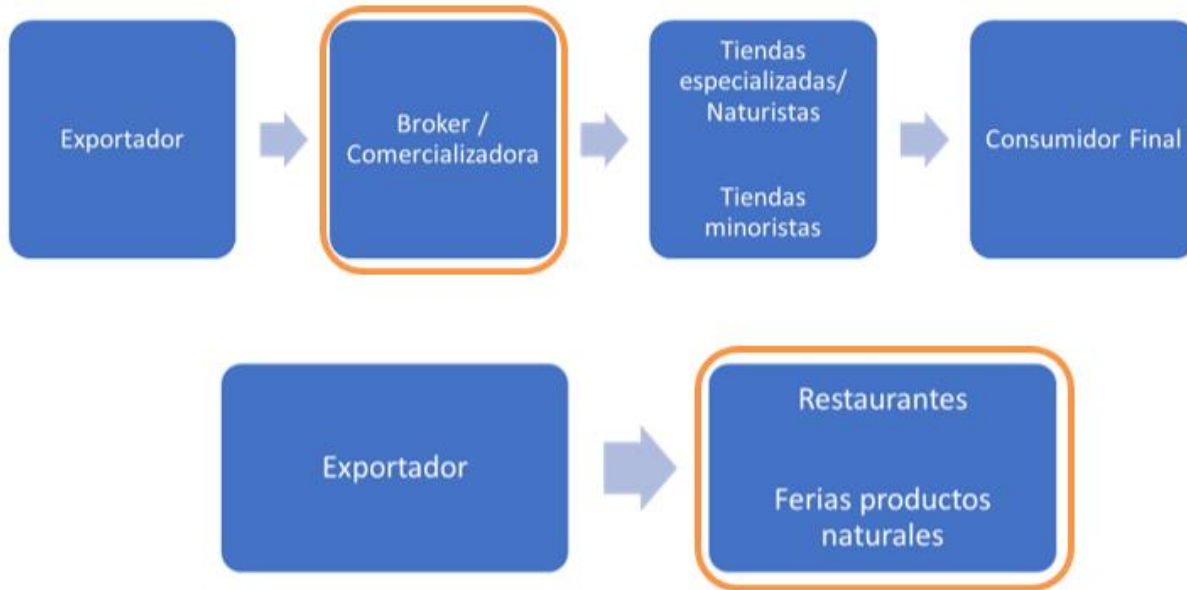 Exportador
Broker /
Comercializadora
Tiendas
especializadas/
Naturistas
Tiendas
minoristas
Consumidor Final
Exportador
Restaurantes
Ferias productos
naturales